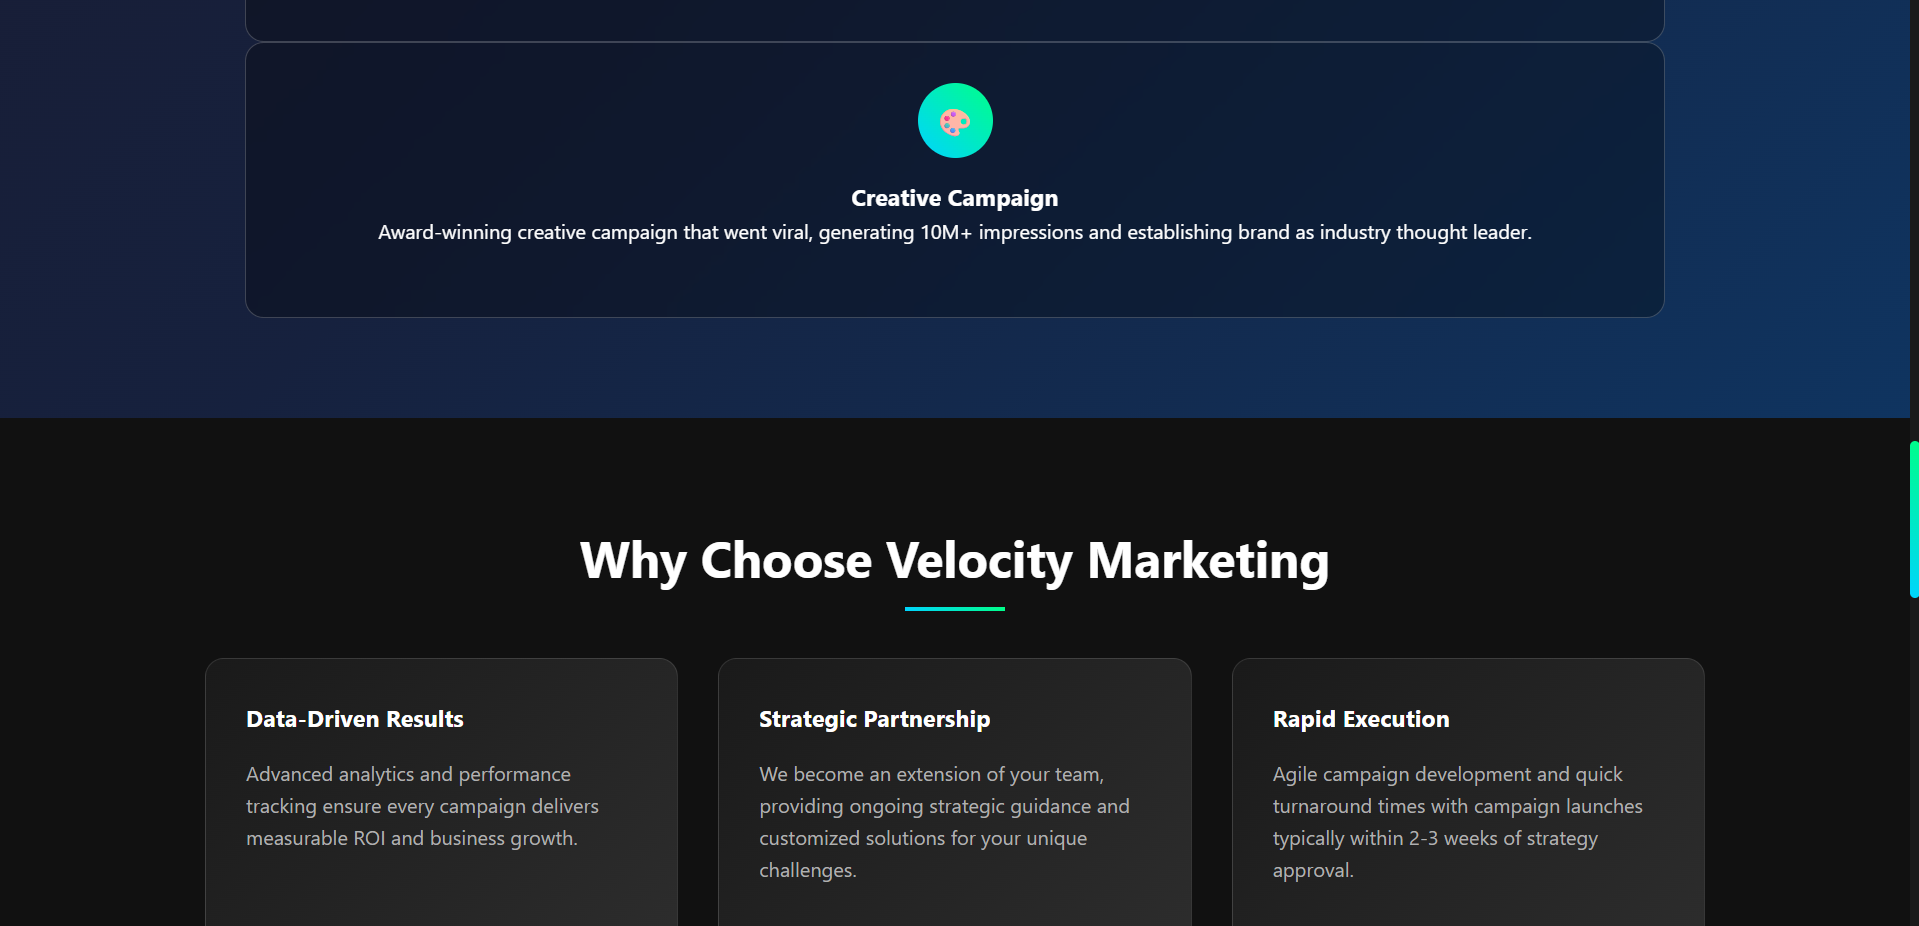 Creative Campaign
Award-winning creative campaign that went viral, generating 10M+ impressions and establishing brand as industry thought leader.
Why Choose Velocity Marketing
Data-Driven Results
Advanced analytics and performance
tracking ensure every campaign delivers
measurable ROI and business growth.
Strategic Partnership
We become an extension of your team,
providing ongoing strategic guidance and
customized solutions for your unique
challenges.
Rapid Execution
Agile campaign development and quick
turnaround times with campaign launches
typically within 2-3 weeks of strategy
approval.